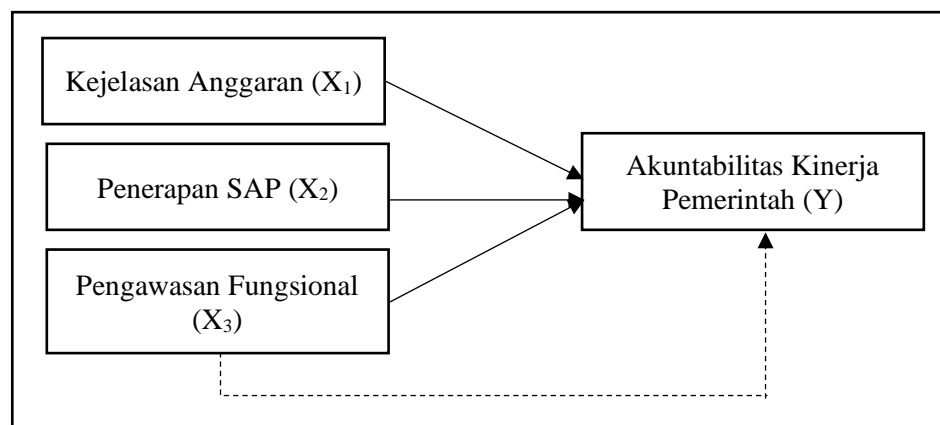 Kejelasan Anggaran (X₁)
Penerapan SAP (X₂)
Pengawasan Fungsional
(X₃)
Akuntabilitas Kinerja
Pemerintah (Y)